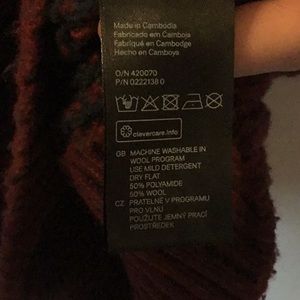 Made in Cambodia
Fabricado em Camboja
Fabriqué en Cambodge
Hecho en Camboya
O/N 420070
P/N 0222138 0
clevercare.info
GB MACHINE WASHABLE IN
WOOL PROGRAM
USE MILD DETERGENT
DRY FLAT
50% POLYAMIDE
50% WOOL
CZ PRATELNÉ V PROGRAMU
PRO VLNU
POUŽIJTE JEMNÝ PRACÍ
PROSTŘEDEK